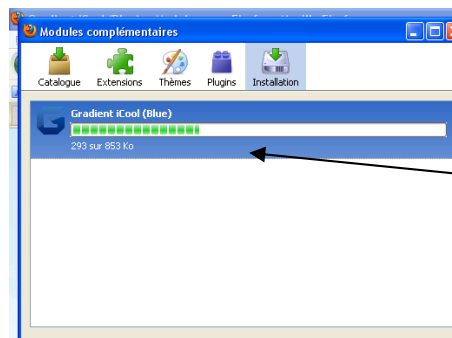 Modules complémentaires
Catalogue Extensions Thèmes Plugins Installation
Gradient iCool (Blue)
293 sur 853 Ko